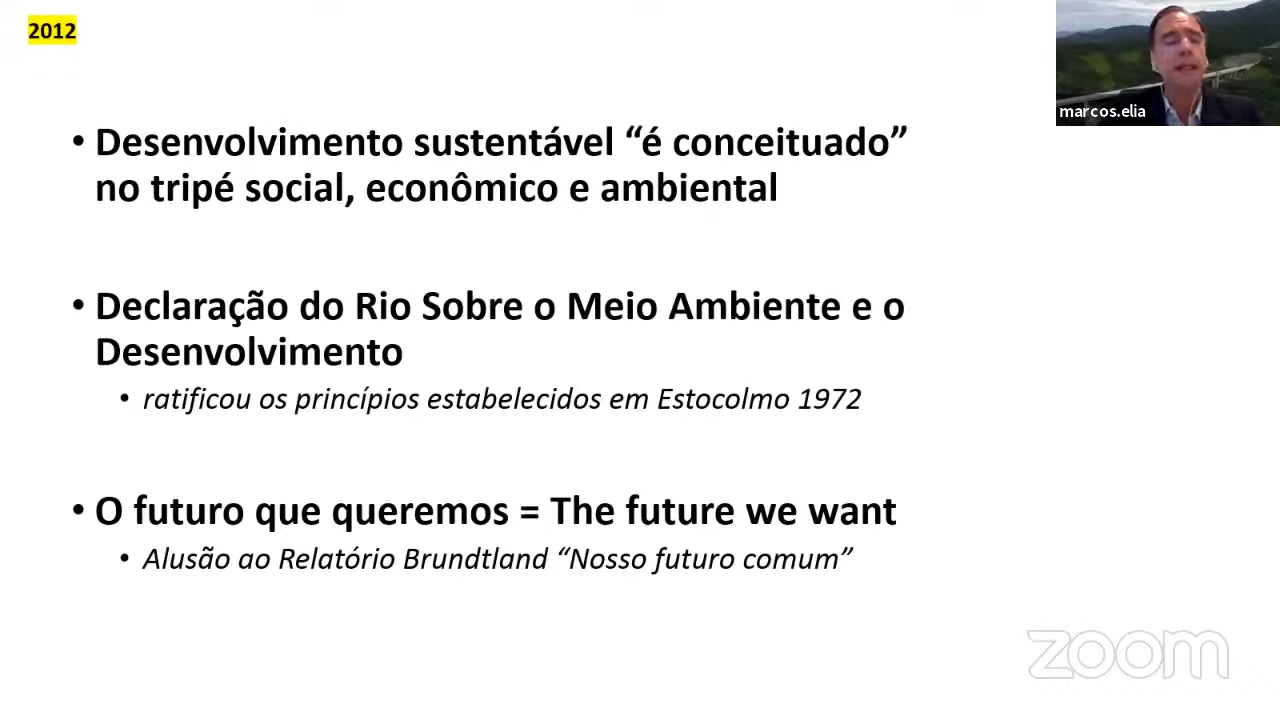 2012
marcos.elia
• Desenvolvimento sustentável “é conceituado”
no tripé social, econômico e ambiental
• Declaração do Rio Sobre o Meio Ambiente e o
Desenvolvimento
• ratificou os princípios estabelecidos em Estocolmo 1972
• O futuro que queremos = The future we want
• Alusão ao Relatório Brundtland “Nosso futuro comum”
zoom